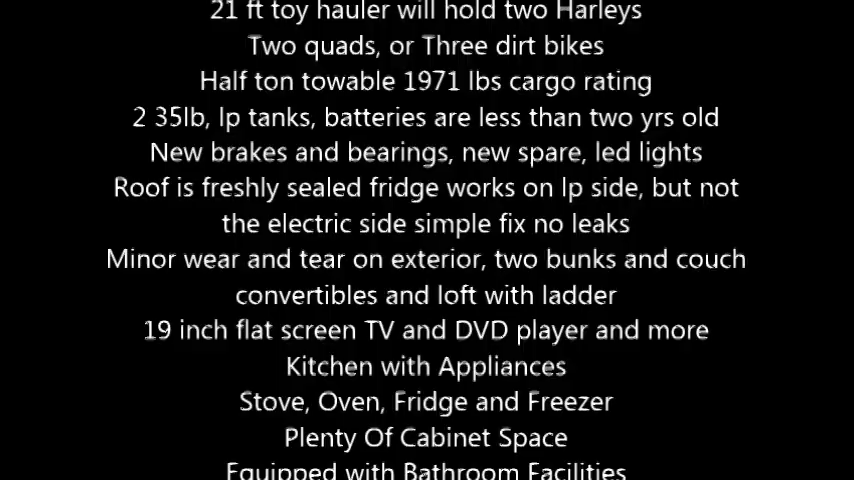 21 ft toy hauler will hold two Harleys
Two quads, or Three dirt bikes
Half ton towable 1971 lbs cargo rating
2 35lb, lp tanks, batteries are less than two yrs old
New brakes and bearings, new spare, led lights
Roof is freshly sealed fridge works on lp side, but not
the electric side simple fix no leaks
Minor wear and tear on exterior, two bunks and couch
convertibles and loft with ladder
19 inch flat screen TV and DVD player and more
Kitchen with Appliances
Stove, Oven, Fridge and Freezer
Plenty Of Cabinet Space
Equipped with Bathroom Facilities